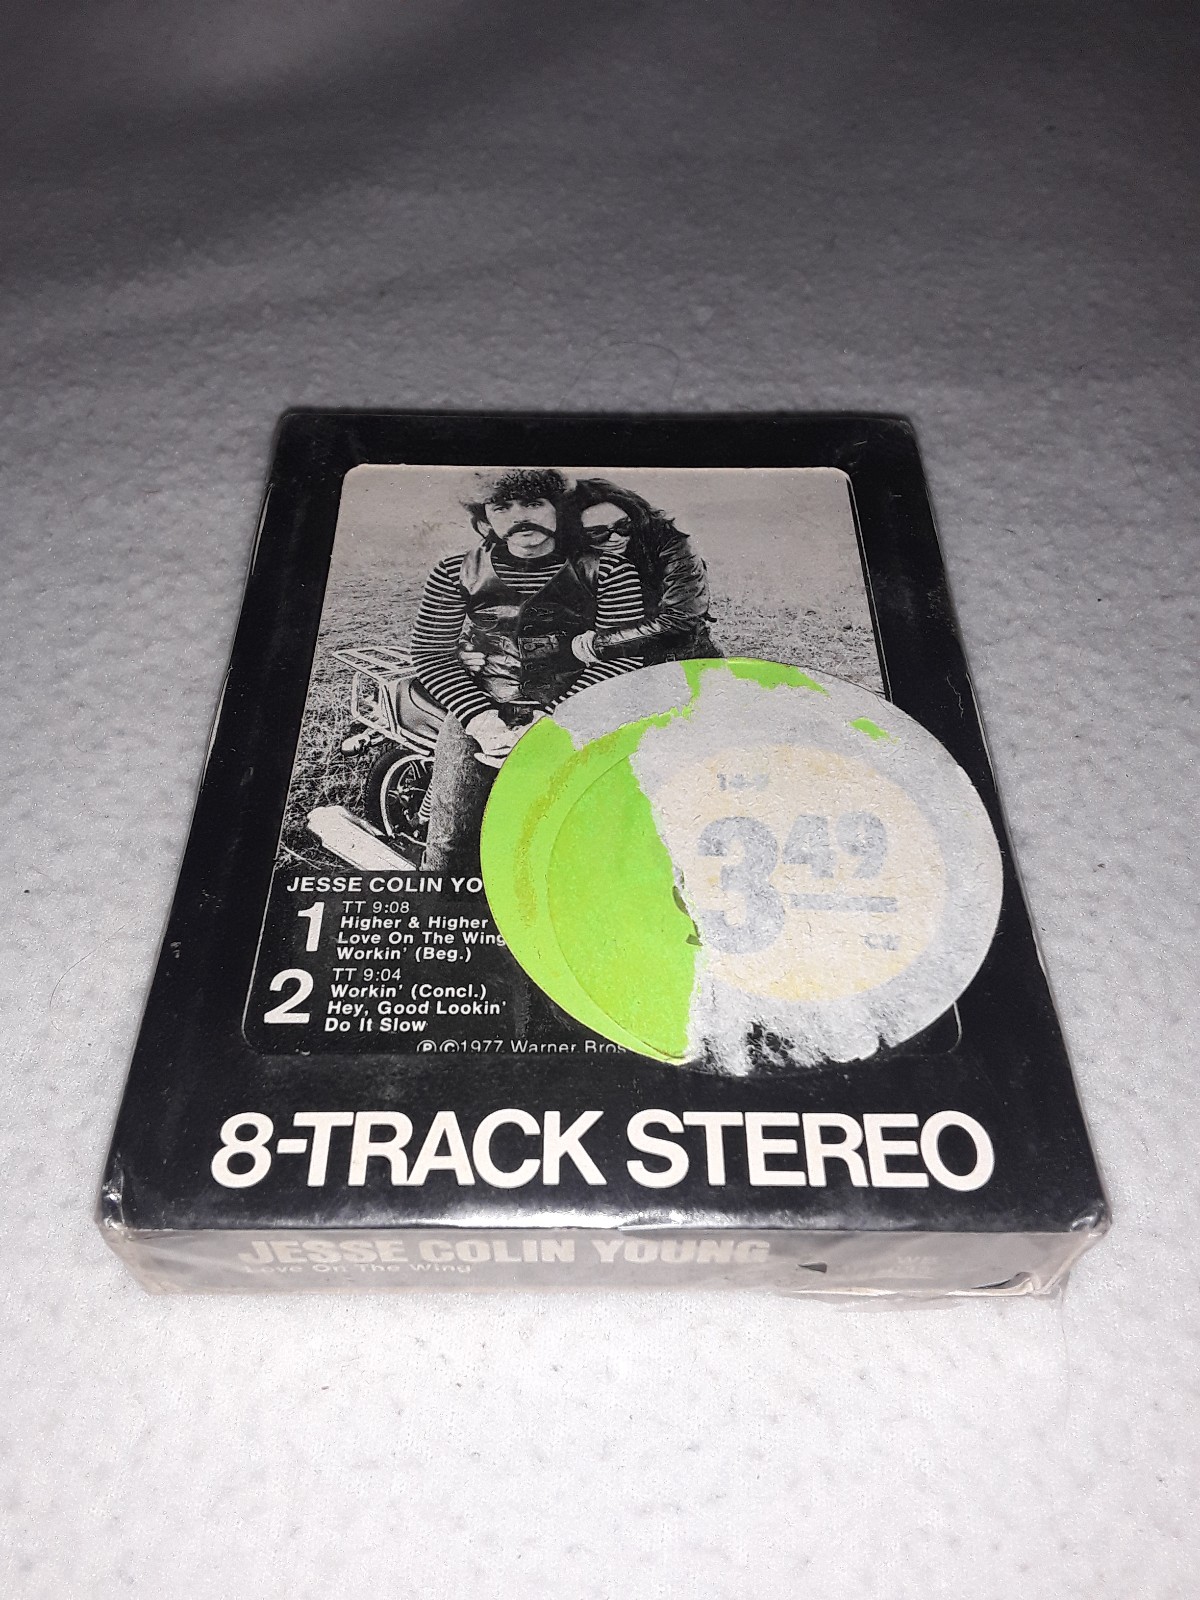 JESSE COLIN YO
1
TT 9:08
Higher & Higher
Love On The Wing
Workin' (Beg.)
2
TT 9:04
Workin' (Concl.)
Hey, Good Lookin'
Do It Slow
℗©1977 Warner Bros
3 49
8-TRACK STEREO
JESSE COLIN YOUNG
Love On The Wing